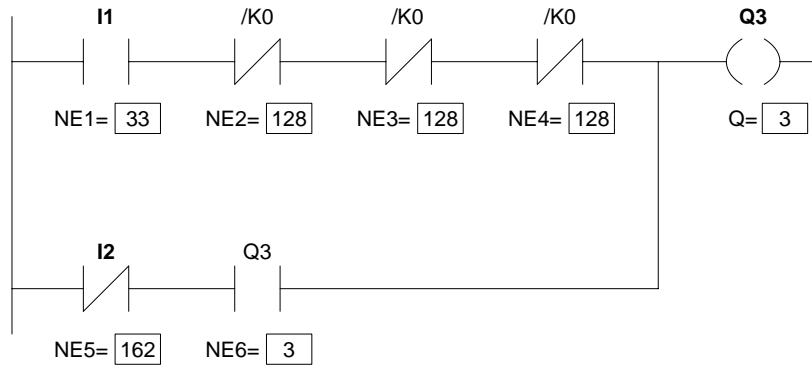 I1 /K0 /K0 /K0 Q3
NE1= 33 NE2= 128 NE3= 128 NE4= 128 Q= 3
I2 Q3
NE5= 162 NE6= 3